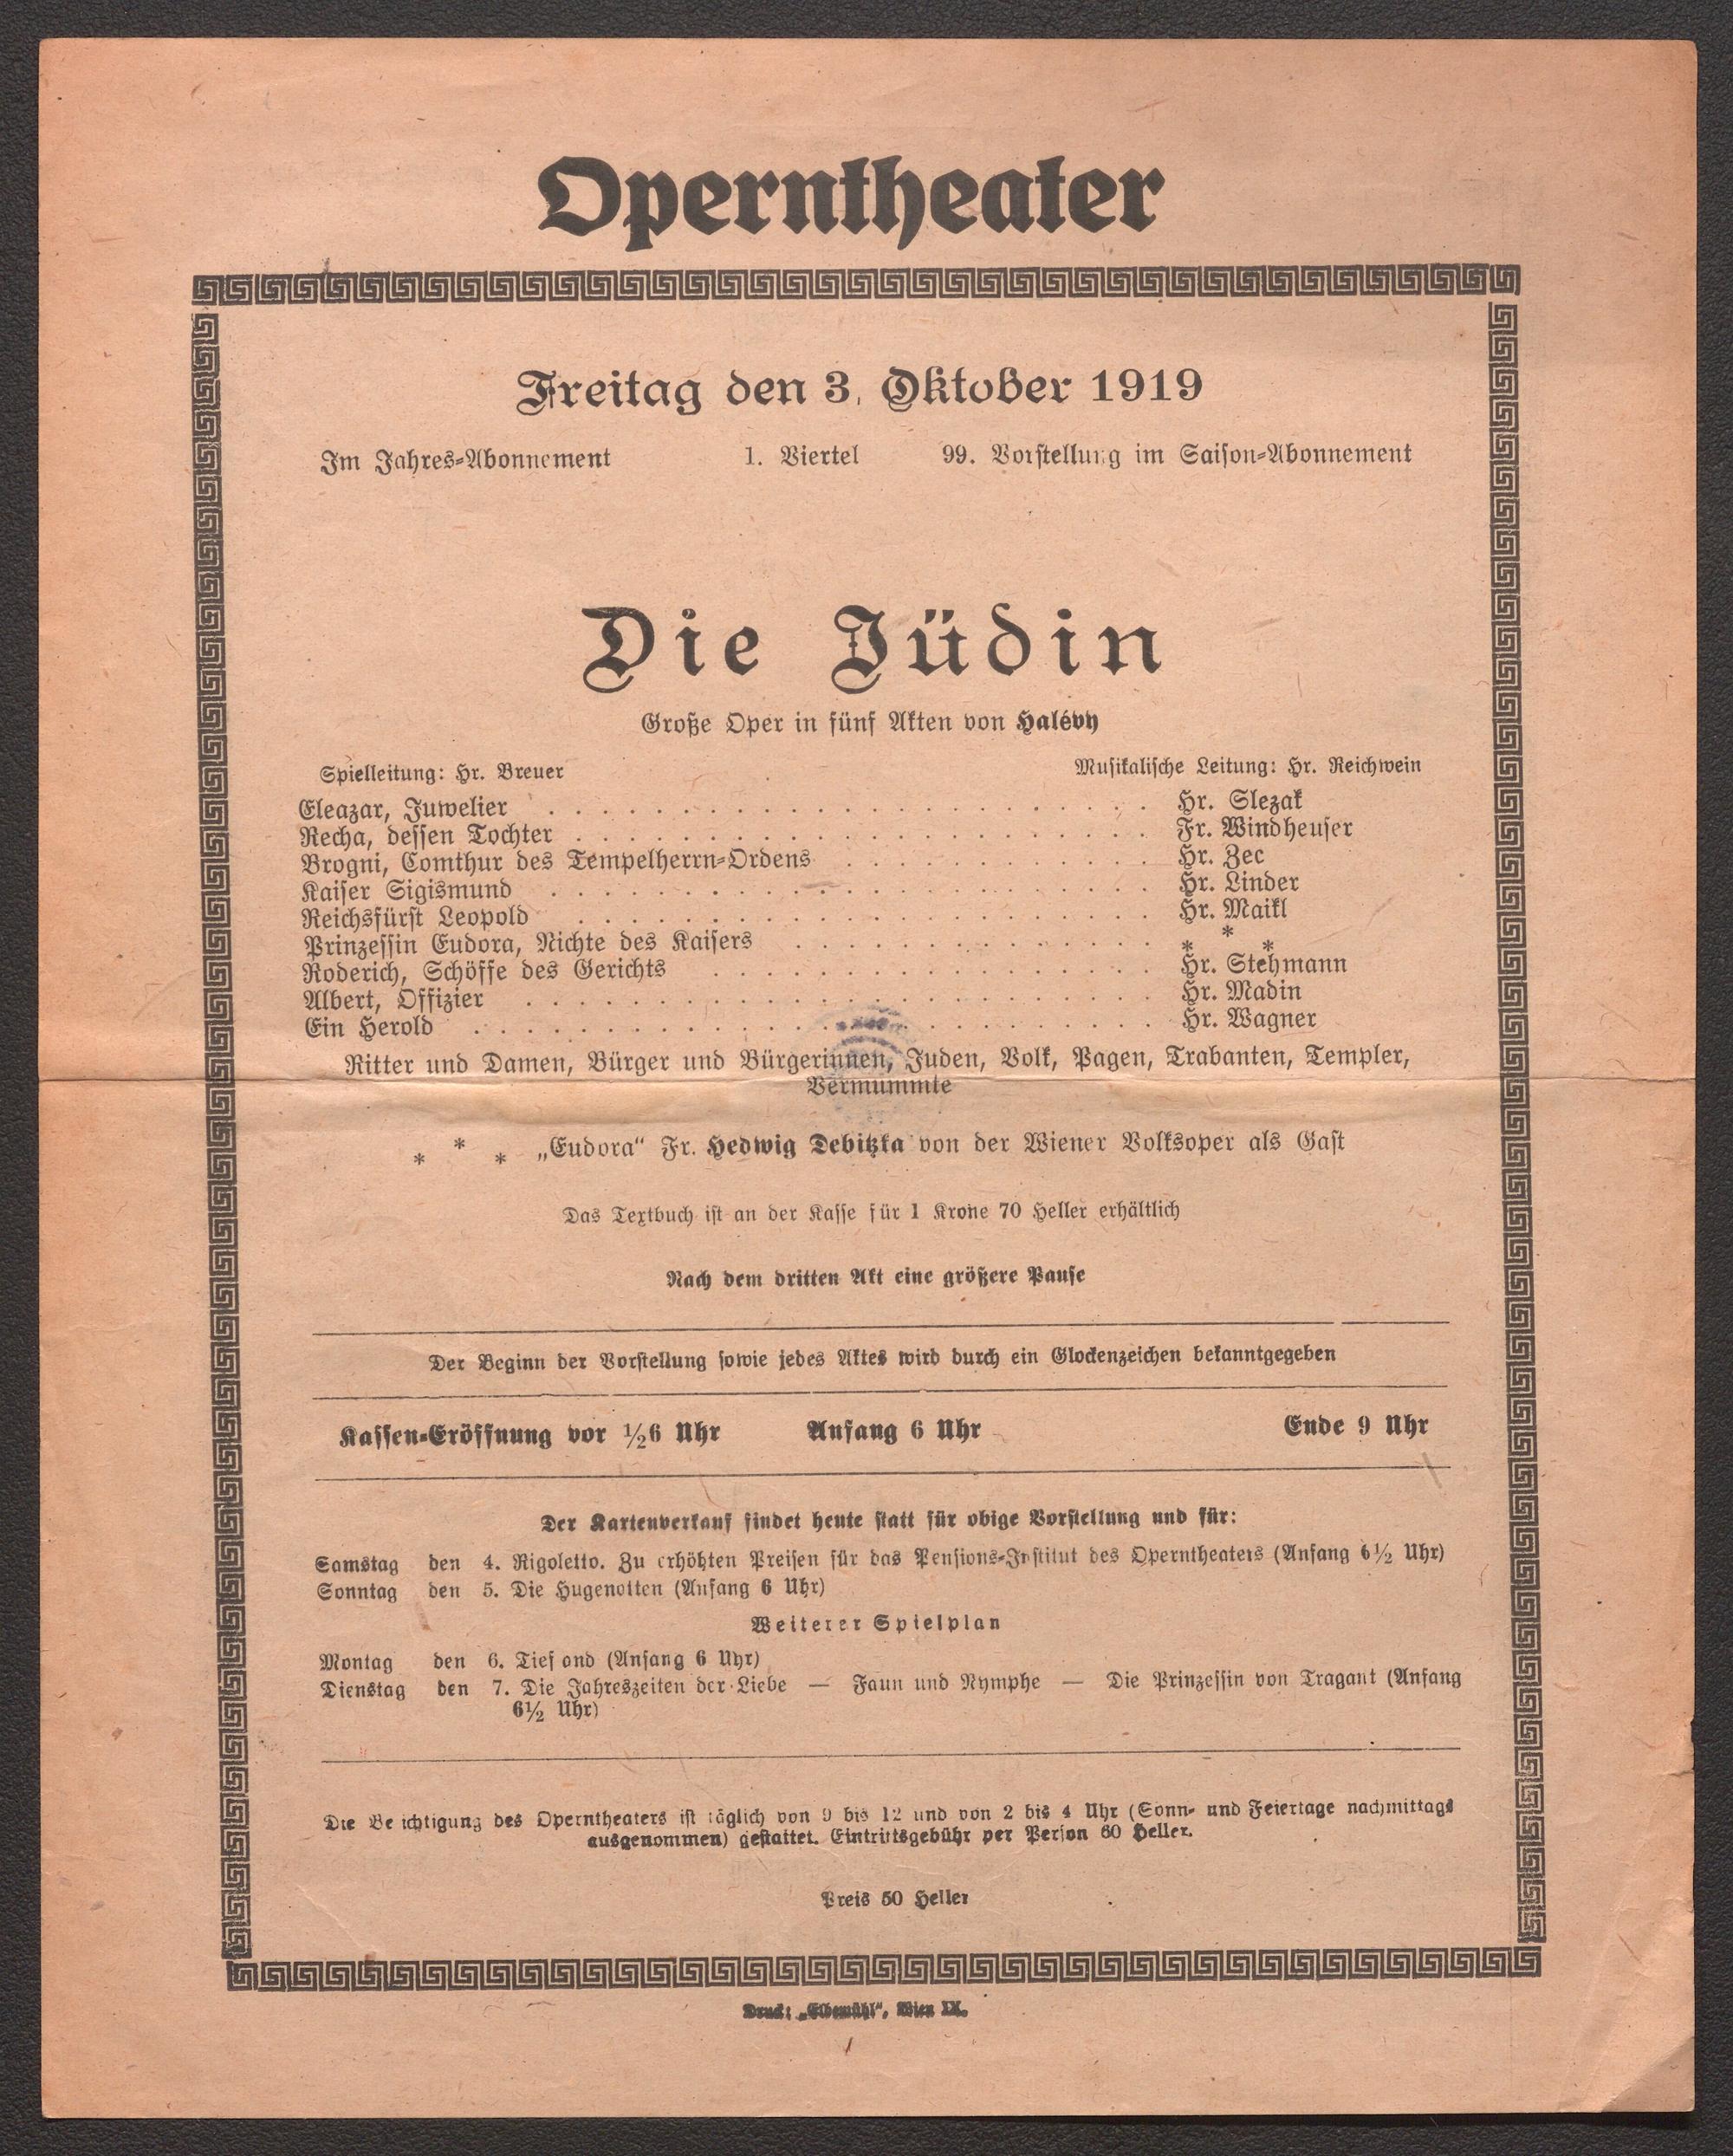 Operntheater
Freitag den 3. Oktober 1919
Im Jahres-Abonnement 1. Viertel 99. Vorstellung im Saison-Abonnement
Die Jüdin
Große Oper in fünf Akten von Halévy
Spielleitung: Hr. Breuer Musikalische Leitung: Hr. Reichwein
Eleazar, Juwelier . . . . . . . . . . . . . . . . . . . . . . . Hr. Slezak
Recha, dessen Tochter . . . . . . . . . . . . . . . . . . . . . . Fr. Windheuser
Brogni, Comthur des Tempelherrn-Ordens . . . . . . . . . . . . Hr. Zec
Kaiser Sigismund . . . . . . . . . . . . . . . . . . . . . . . Hr. Linder
Reichsfürst Leopold . . . . . . . . . . . . . . . . . . . . . . Hr. Maikl
Prinzessin Eudora, Nichte des Kaisers . . . . . . . . . . . . . . * * *
Roderich, Schöffe des Gerichts . . . . . . . . . . . . . . . . . Hr. Stehmann
Albert, Offizier . . . . . . . . . . . . . . . . . . . . . . . . Hr. Madin
Ein Herold . . . . . . . . . . . . . . . . . . . . . . . . . . Hr. Wagner
Ritter und Damen, Bürger und Bürgerinnen, Juden, Volk, Pagen, Trabanten, Templer,
Vermummte
* * * „Eudora“ Fr. Hedwig Debitzka von der Wiener Volksoper als Gast
Das Textbuch ist an der Kasse für 1 Krone 70 Heller erhältlich
Nach dem dritten Akt eine größere Pause
Der Beginn der Vorstellung sowie jedes Aktes wird durch ein Glockenzeichen bekanntgegeben
Kassen-Eröffnung vor ½6 Uhr Anfang 6 Uhr Ende 9 Uhr
Der Kartenverkauf findet heute statt für obige Vorstellung und für:
Samstag den 4. Rigoletto. Zu erhöhten Preisen für das Pensions-Institut des Operntheaters (Anfang 6½ Uhr)
Sonntag den 5. Die Hugenotten (Anfang 6 Uhr)
Weiterer Spielplan
Montag den 6. Tief and (Anfang 6 Uhr)
Dienstag den 7. Die Jahreszeiten der Liebe — Faun und Nymphe — Die Prinzessin von Tragant (Anfang
6½ Uhr)
Die Be ichtigung des Operntheaters ist täglich von 9 bis 12 und von 2 bis 4 Uhr (Sonn- und Feiertage nachmittags
ausgenommen) gestattet. Eintrittsgebühr per Person 60 Heller.
Preis 50 Heller
Druck: „Elbemühl“, Wien IX.